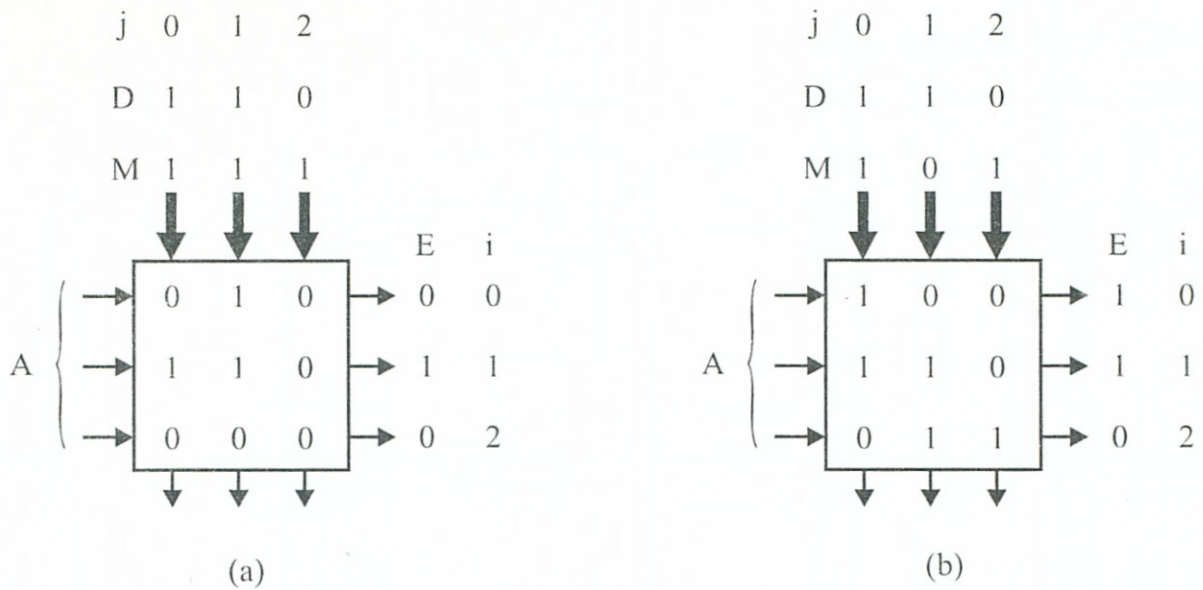 j 0 1 2
D 1 1 0
M 1 1 1
E i
0 1 0 0 0
A 1 1 0 1 1
0 0 0 0 2
(a)
j 0 1 2
D 1 1 0
M 1 0 1
E i
1 0 0 1 0
A 1 1 0 1 1
0 1 1 0 2
(b)